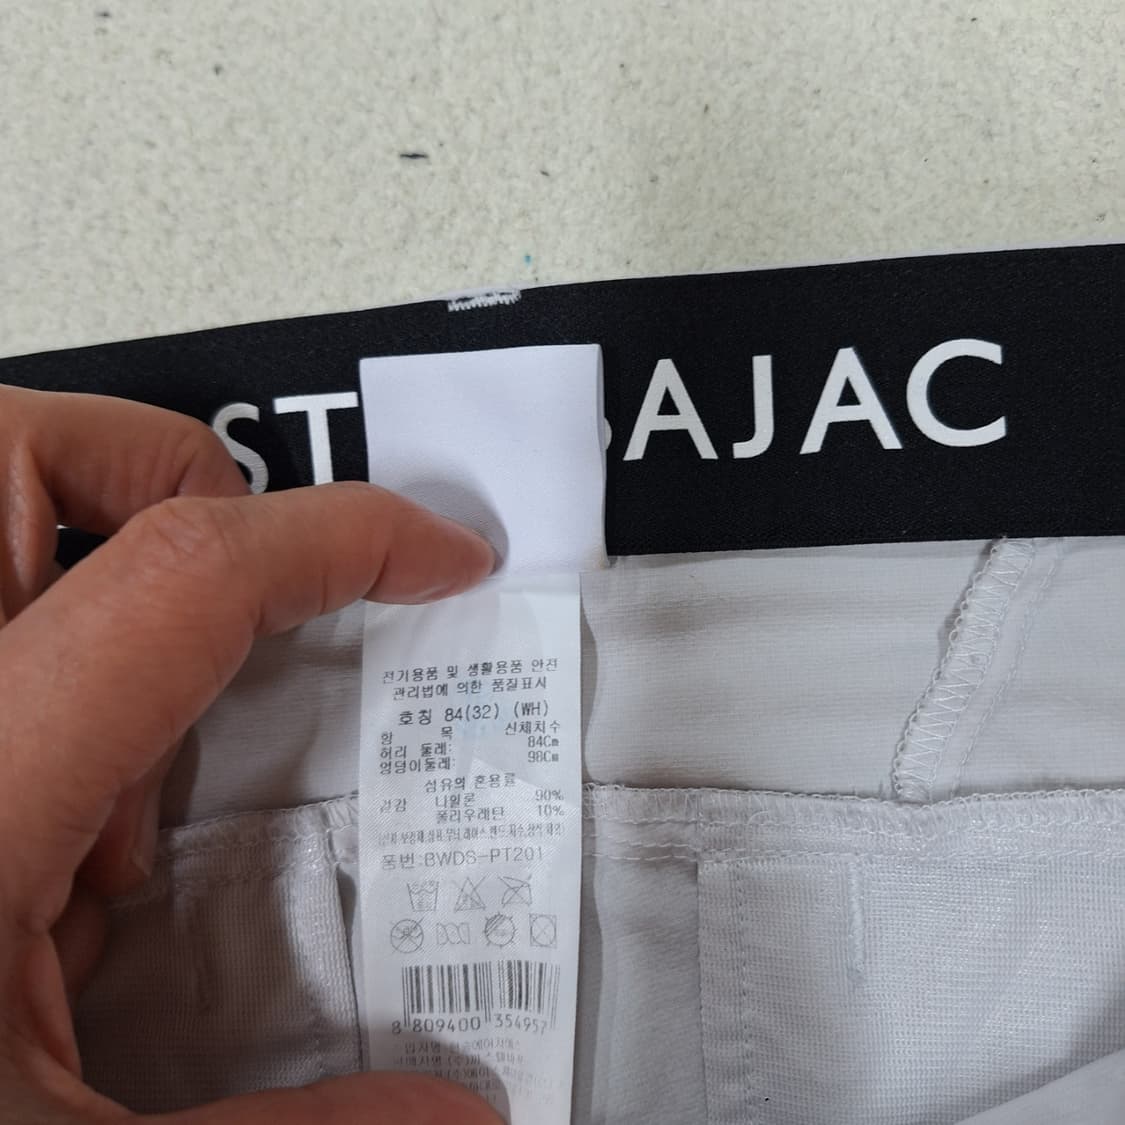 ST BAJAC
전기용품 및 생활용품 안전
관리법에 의한 품질표시
호칭 84(32) (WH)
항 목 신체치수
허리 둘레: 84Cm
엉덩이둘레: 98Cm
섬유의 혼용률
겉감 나일론 90%
폴리우레탄 10%
품번:BWDS-PT201
8 809400 354957